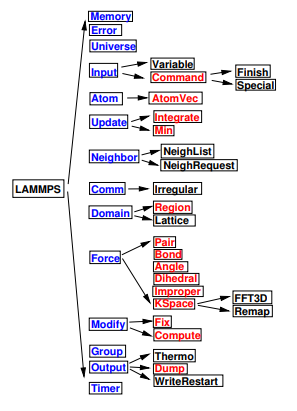 Memory
Error
Universe
Input
Variable
Command
Finish
Special
Atom
AtomVec
Update
Integrate
Min
Neighbor
NeighList
NeighRequest
LAMMPS
Comm
Irregular
Domain
Region
Lattice
Force
Pair
Bond
Angle
Dihedral
Improper
KSpace
FFT3D
Remap
Modify
Fix
Compute
Group
Output
Thermo
Dump
WriteRestart
Timer